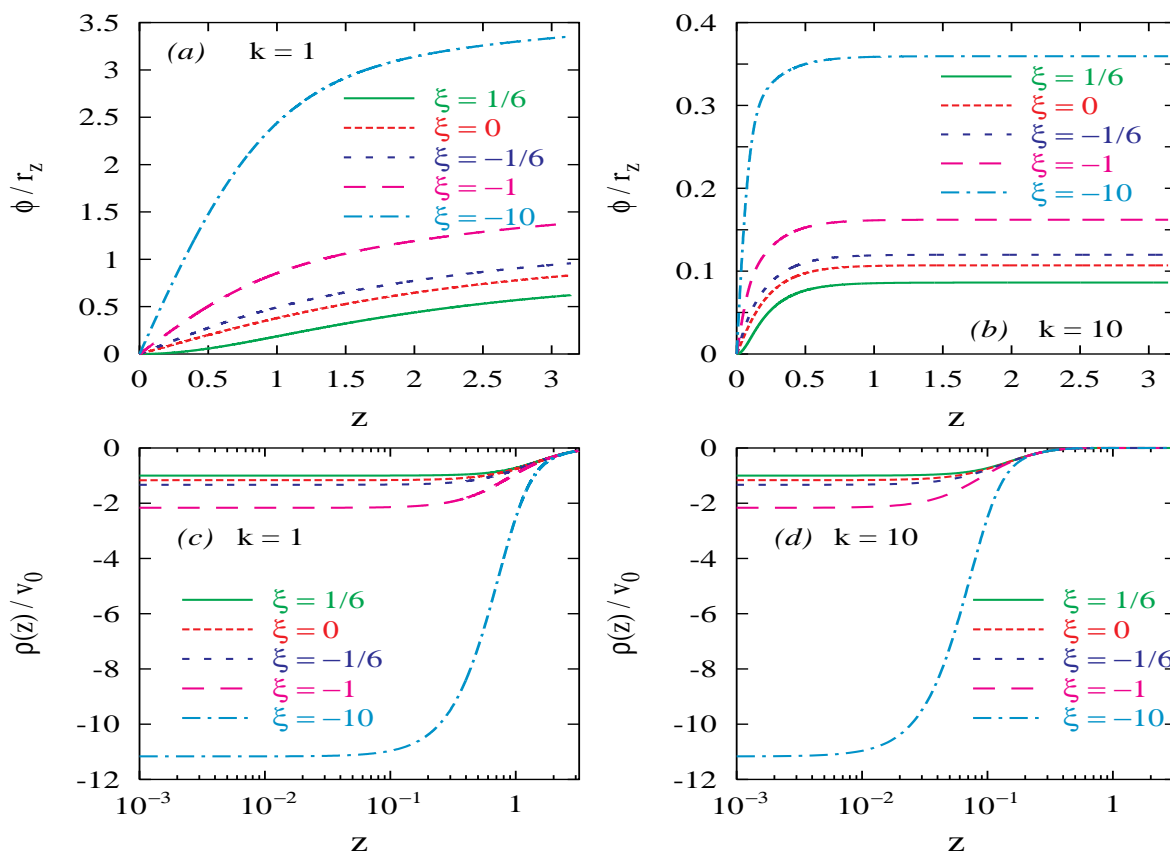 3.5
3
2.5
2
1.5
1
0.5
0
ϕ / r_z
(a) k = 1
ξ = 1/6
ξ = 0
ξ = −1/6
ξ = −1
ξ = −10
0 0.5 1 1.5 2 2.5 3
z
0.4
0.3
0.2
0.1
0
ϕ / r_z
ξ = 1/6
ξ = 0
ξ = −1/6
ξ = −1
ξ = −10
(b) k = 10
0 0.5 1 1.5 2 2.5 3
z
0
-2
-4
-6
-8
-10
-12
ρ(z) / v_0
(c) k = 1
ξ = 1/6
ξ = 0
ξ = −1/6
ξ = −1
ξ = −10
10^{−3} 10^{−2} 10^{−1} 1
z
0
-2
-4
-6
-8
-10
-12
ρ(z) / v_0
(d) k = 10
ξ = 1/6
ξ = 0
ξ = −1/6
ξ = −1
ξ = −10
10^{−3} 10^{−2} 10^{−1} 1
z